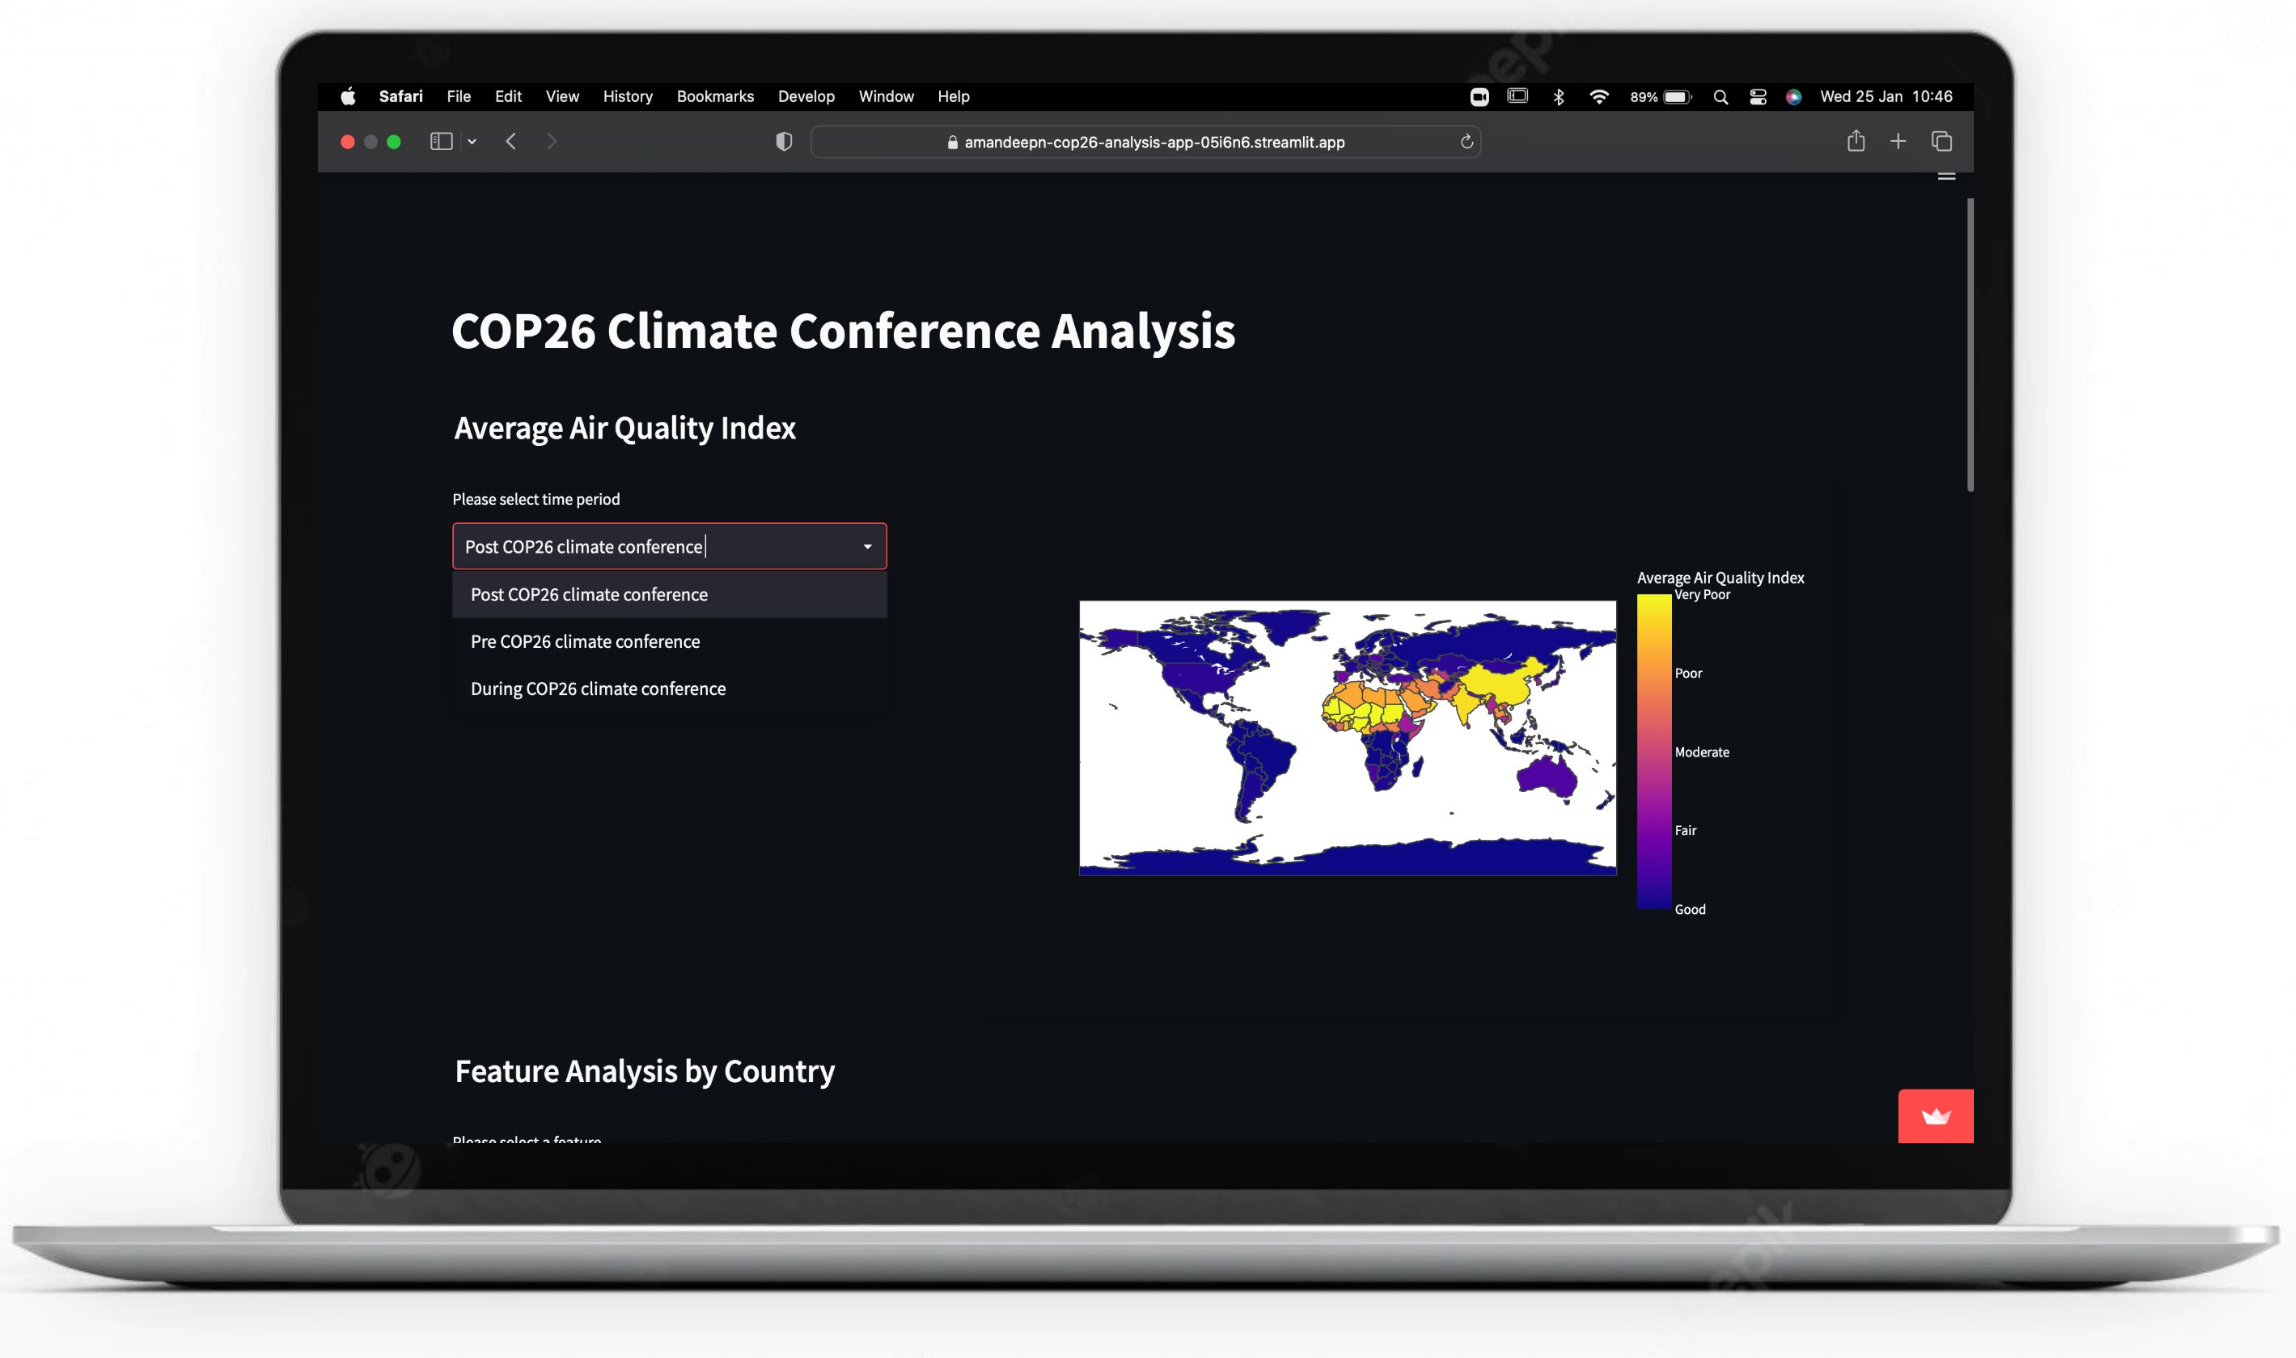 Safari File Edit View History Bookmarks Develop Window Help 89% Wed 25 Jan 10:46
amandeepn-cop26-analysis-app-05i6n6.streamlit.app
COP26 Climate Conference Analysis
Average Air Quality Index
Please select time period
Post COP26 climate conference
Post COP26 climate conference
Pre COP26 climate conference
During COP26 climate conference
Average Air Quality Index
Very Poor
Poor
Moderate
Fair
Good
Feature Analysis by Country
Please select a feature